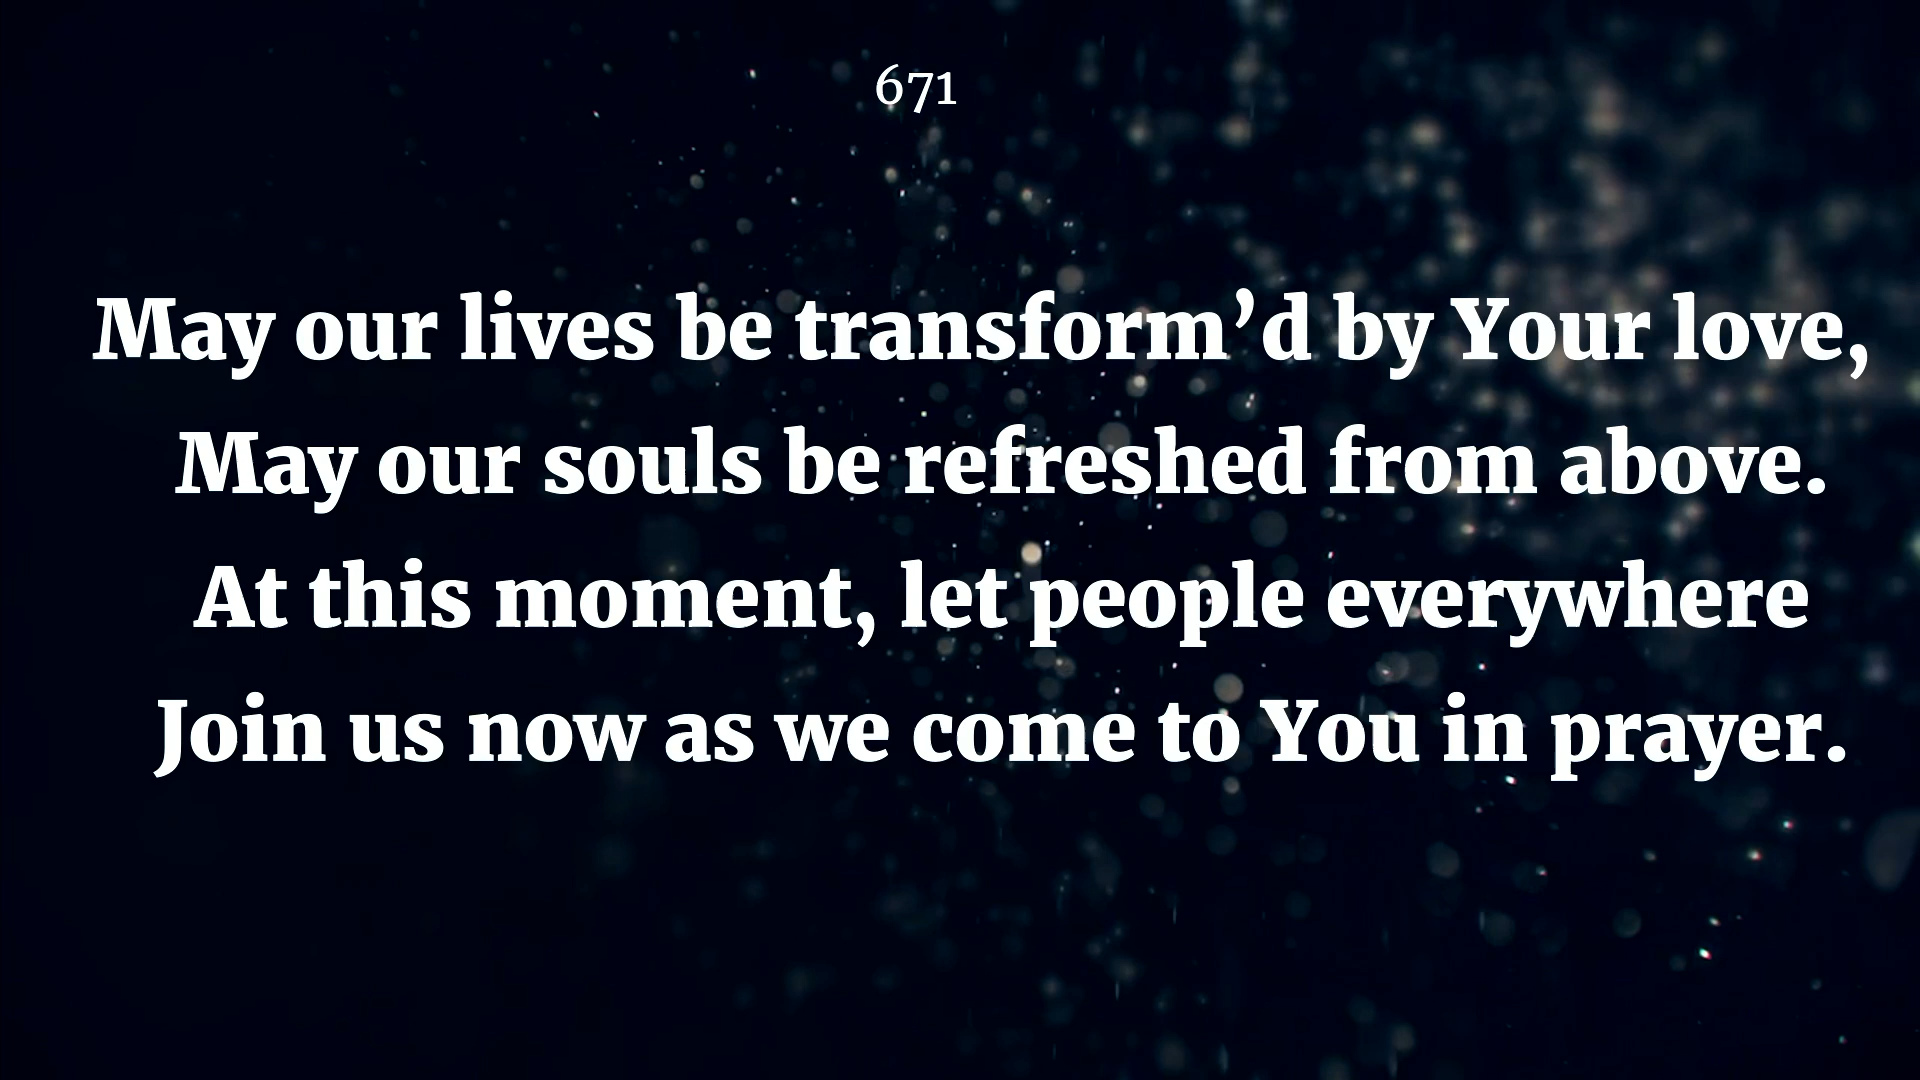 671
May our lives be transform’d by Your love,
May our souls be refreshed from above.
At this moment, let people everywhere
Join us now as we come to You in prayer.